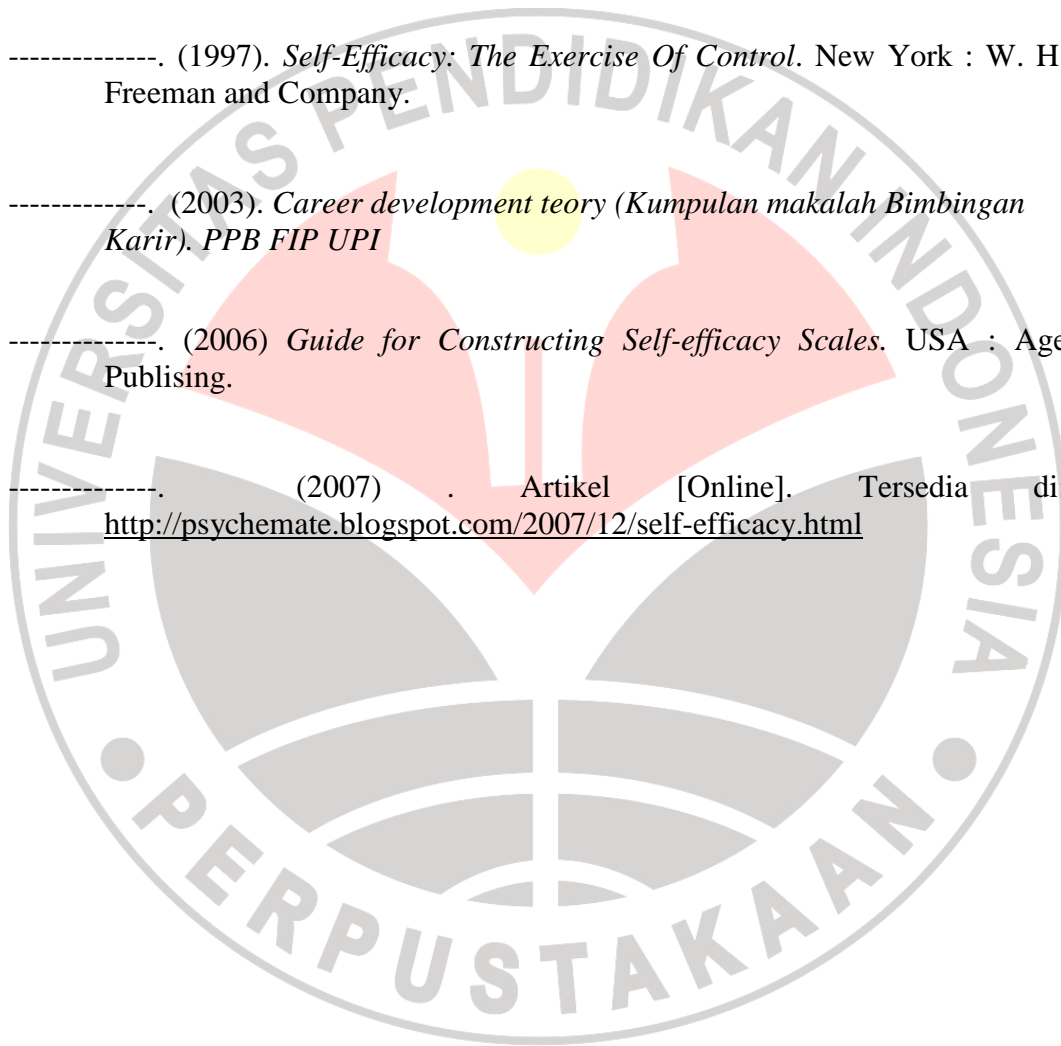 --------------. (1997). Self-Efficacy: The Exercise Of Control. New York : W. H
Freeman and Company.
-------------. (2003). Career development teory (Kumpulan makalah Bimbingan
Karir). PPB FIP UPI
--------------. (2006) Guide for Constructing Self-efficacy Scales. USA : Age
Publising.
--------------. (2007) . Artikel [Online]. Tersedia di
http://psychemate.blogspot.com/2007/12/self-efficacy.html
UNIVERSITAS PENDIDIKAN INDONESIA
PERPUSTAKAAN